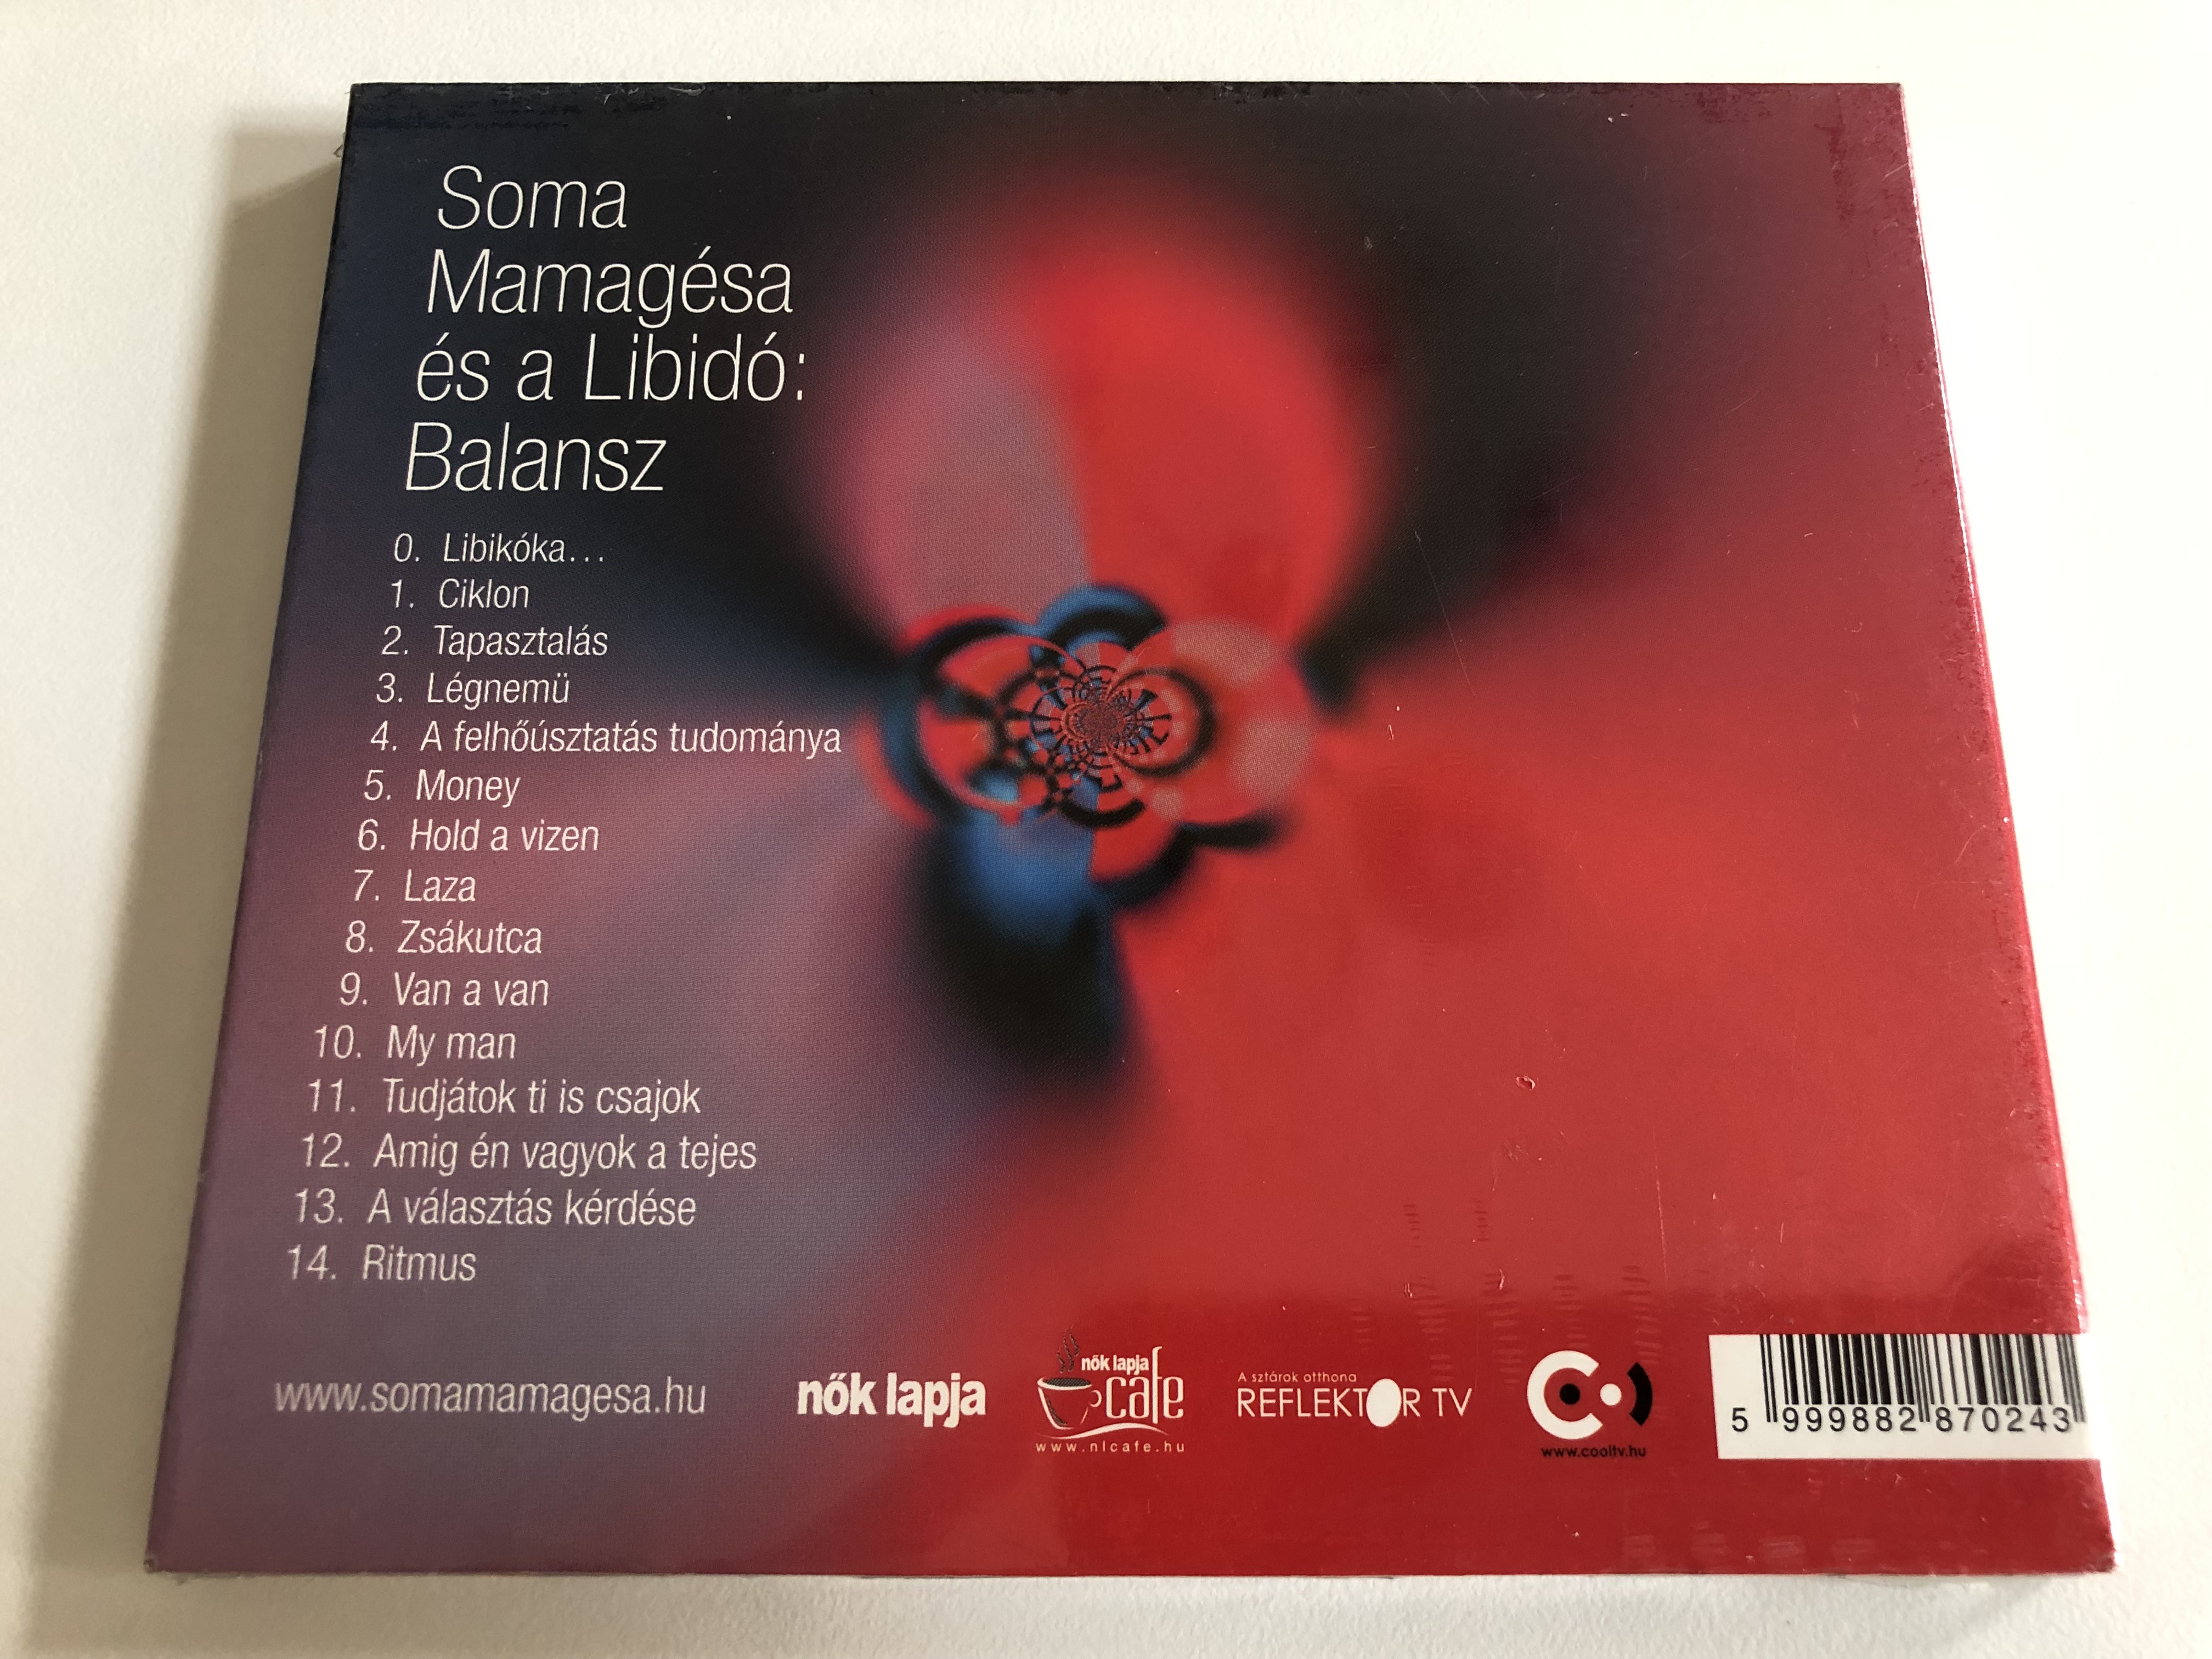 Soma
Mamagésa
és a Libidó:
Balansz
0. Libikóka...
1. Ciklon
2. Tapasztalás
3. Légnemü
4. A felhőúsztatás tudománya
5. Money
6. Hold a vizen
7. Laza
8. Zsákutca
9. Van a van
10. My man
11. Tudjátok ti is csajok
12. Amig én vagyok a tejes
13. A választás kérdése
14. Ritmus
www.somamamagesa.hu
nők lapja
nők lapja
café
www.nlcafe.hu
A sztárok otthona
REFLEKTOR TV
CO
www.cooltv.hu
5 999882 870243